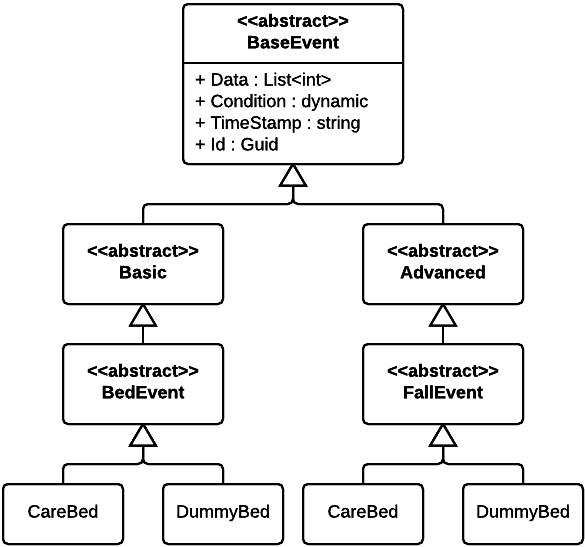 <<abstract>>
BaseEvent
+ Data : List<int>
+ Condition : dynamic
+ TimeStamp : string
+ Id : Guid
<<abstract>>
Basic
<<abstract>>
Advanced
<<abstract>>
BedEvent
<<abstract>>
FallEvent
CareBed
DummyBed
CareBed
DummyBed